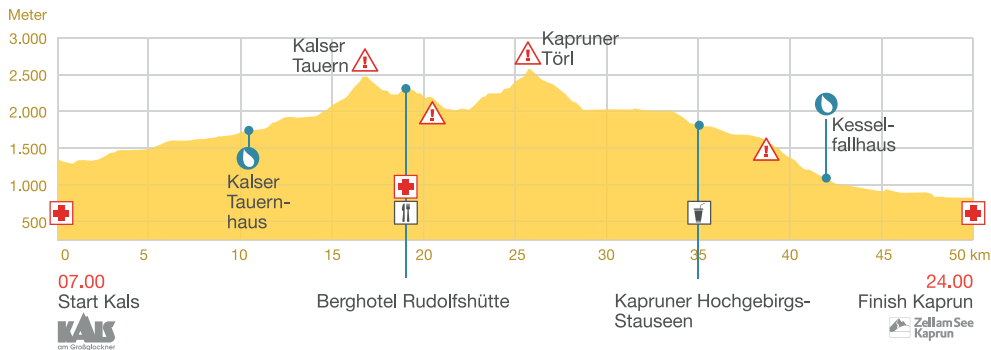 Meter
3.000
2.500
2.000
1.500
1.000
500
Kalser
Tauern
Kapruner
Törl
Kalser
Tauern-
haus
Kessel-
fallhaus
0 5 10 15 20 25 30 35 40 45 50 km
07.00
Start Kals
Berghotel Rudolfshütte
Kapruner Hochgebirgs-
Stauseen
24.00
Finish Kaprun
KALS
am Großglockner
Zell am See
Kaprun